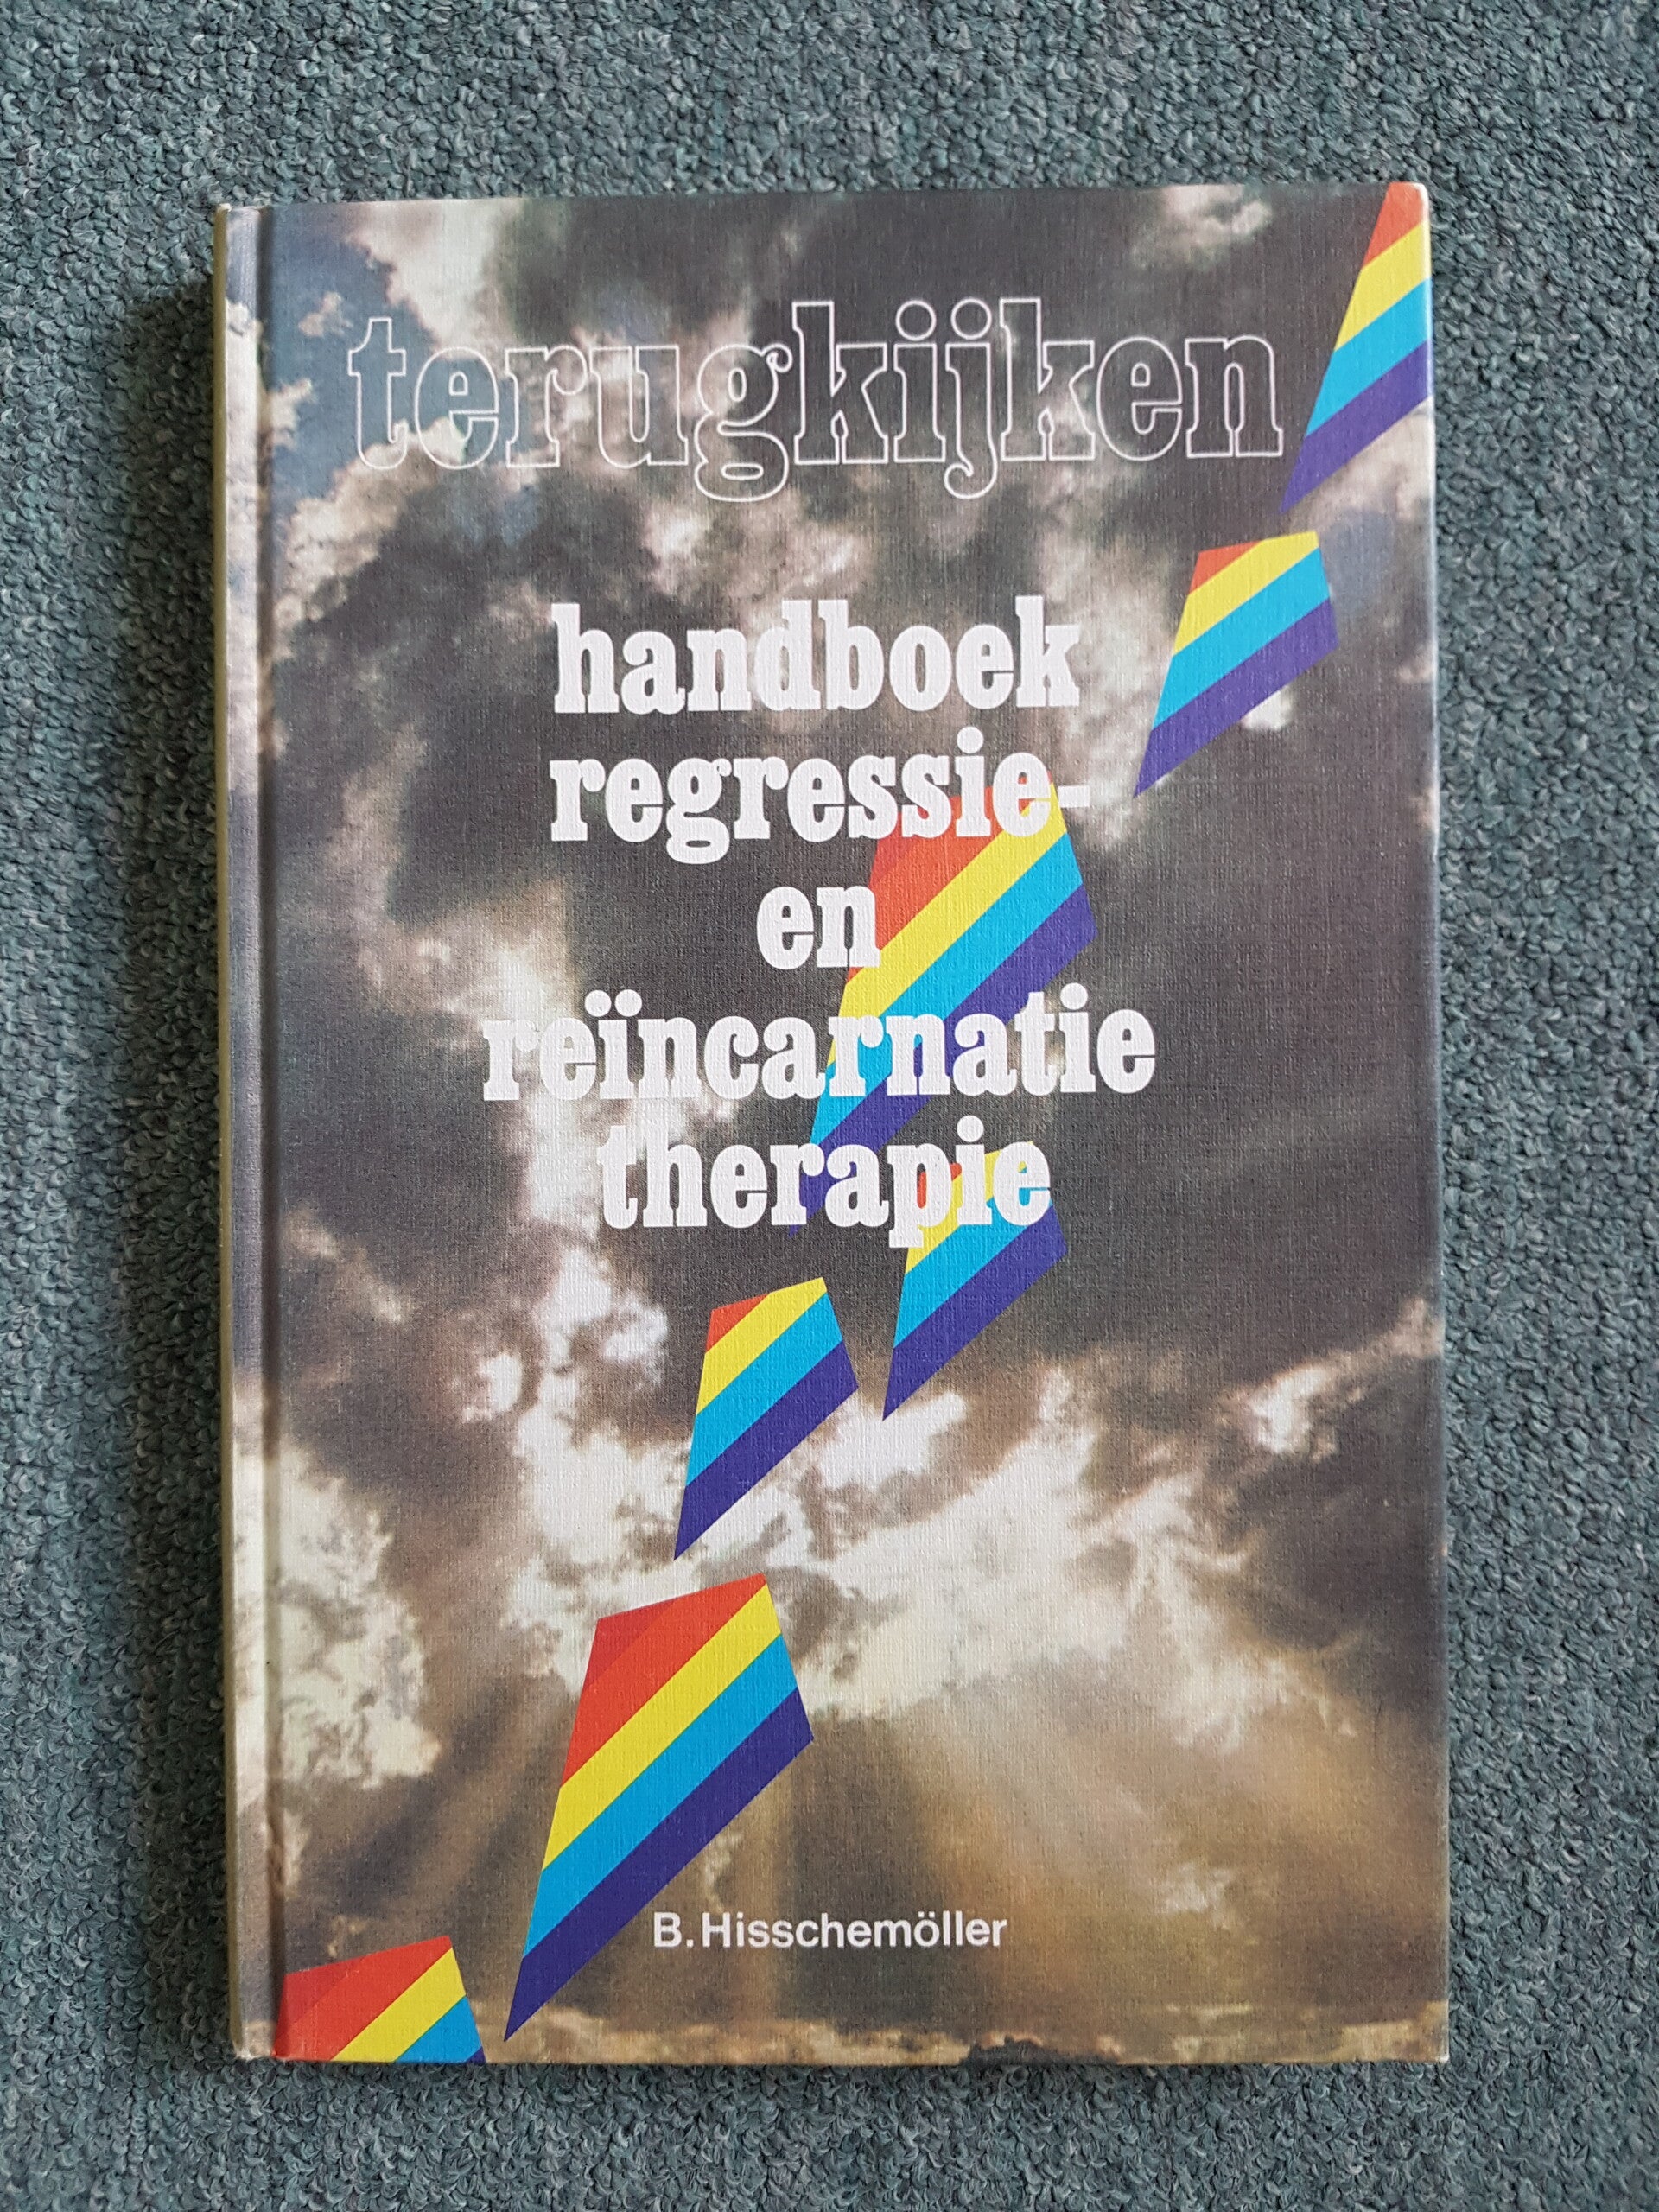 terugkijken
handboek
regressie-
en
reïncarnatie
therapie
B.Hisschemöller